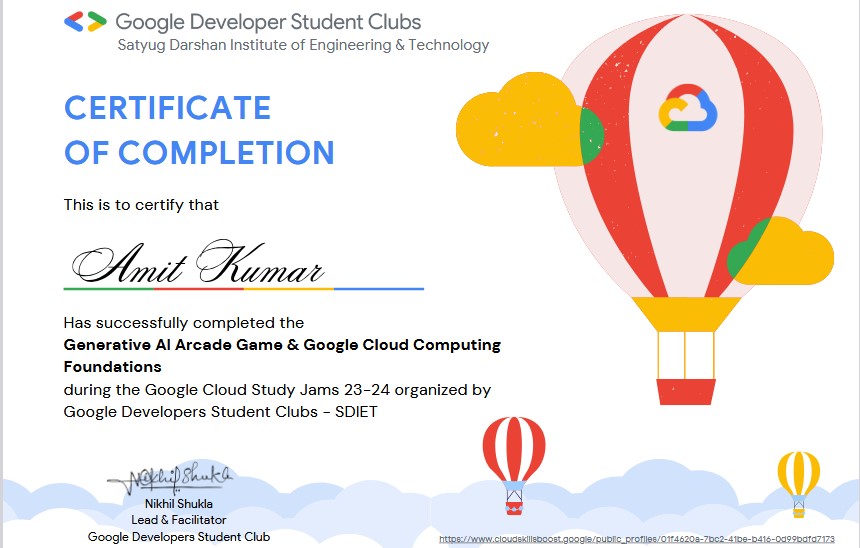 Google Developer Student Clubs
Satyug Darshan Institute of Engineering & Technology
CERTIFICATE
OF COMPLETION
This is to certify that
Amit Kumar
Has successfully completed the
Generative AI Arcade Game & Google Cloud Computing
Foundations
during the Google Cloud Study Jams 23-24 organized by
Google Developers Student Clubs - SDIET
Nikhil Shukla
Nikhil Shukla
Lead & Facilitator
Google Developers Student Club
https://www.cloudskillsboost.google/public_profiles/01f4620a-7bc2-41be-b416-0d99bdfd7173